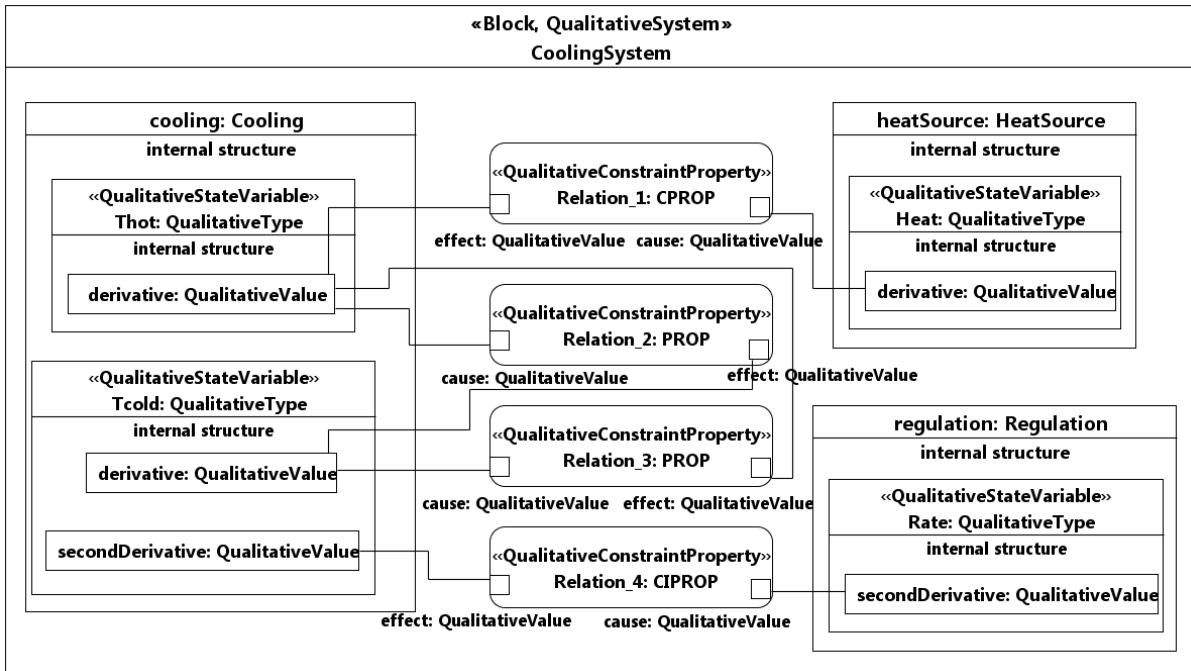 «Block, QualitativeSystem»
CoolingSystem
cooling: Cooling
internal structure
«QualitativeStateVariable»
Thot: QualitativeType
internal structure
derivative: QualitativeValue
«QualitativeStateVariable»
Tcold: QualitativeType
internal structure
derivative: QualitativeValue
secondDerivative: QualitativeValue
«QualitativeConstraintProperty»
Relation_1: CPROP
effect: QualitativeValue cause: QualitativeValue
«QualitativeConstraintProperty»
Relation_2: PROP
cause: QualitativeValue effect: QualitativeValue
«QualitativeConstraintProperty»
Relation_3: PROP
cause: QualitativeValue effect: QualitativeValue
«QualitativeConstraintProperty»
Relation_4: CIPROP
effect: QualitativeValue cause: QualitativeValue
heatSource: HeatSource
internal structure
«QualitativeStateVariable»
Heat: QualitativeType
internal structure
derivative: QualitativeValue
regulation: Regulation
internal structure
«QualitativeStateVariable»
Rate: QualitativeType
internal structure
secondDerivative: QualitativeValue